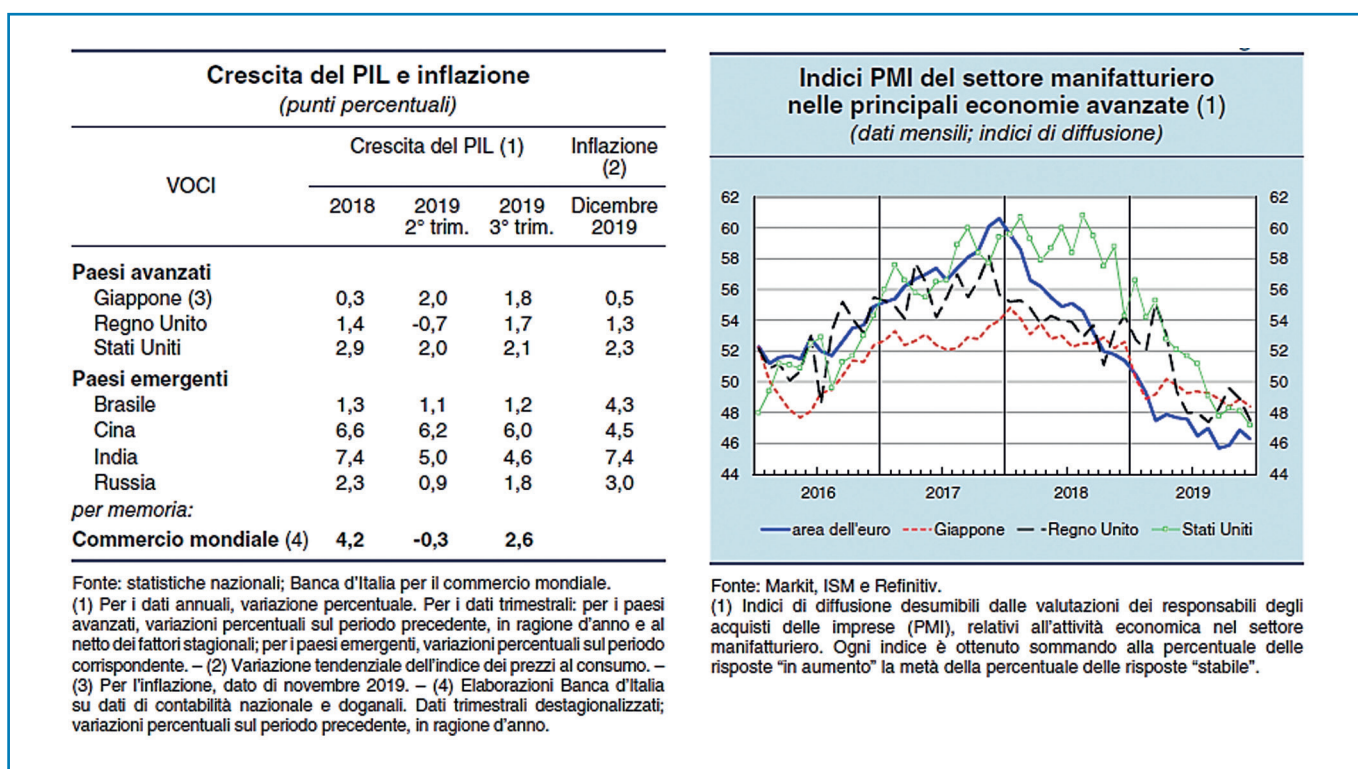 Crescita del PIL e inflazione
(punti percentuali)
VOCI
Crescita del PIL (1)
Inflazione
(2)
2018
2019
2° trim.
2019
3° trim.
Dicembre
2019
Paesi avanzati
Giappone (3) 0,3 2,0 1,8 0,5
Regno Unito 1,4 -0,7 1,7 1,3
Stati Uniti 2,9 2,0 2,1 2,3
Paesi emergenti
Brasile 1,3 1,1 1,2 4,3
Cina 6,6 6,2 6,0 4,5
India 7,4 5,0 4,6 7,4
Russia 2,3 0,9 1,8 3,0
per memoria:
Commercio mondiale (4) 4,2 -0,3 2,6
Fonte: statistiche nazionali; Banca d'Italia per il commercio mondiale.
(1) Per i dati annuali, variazione percentuale. Per i dati trimestrali: per i paesi
avanzati, variazioni percentuali sul periodo precedente, in ragione d'anno e al
netto dei fattori stagionali; per i paesi emergenti, variazioni percentuali sul periodo
corrispondente. – (2) Variazione tendenziale dell'indice dei prezzi al consumo. –
(3) Per l'inflazione, dato di novembre 2019. – (4) Elaborazioni Banca d'Italia
su dati di contabilità nazionale e doganali. Dati trimestrali destagionalizzati;
variazioni percentuali sul periodo precedente, in ragione d'anno.
Indici PMI del settore manifatturiero
nelle principali economie avanzate (1)
(dati mensili; indici di diffusione)
62 62
60 60
58 58
56 56
54 54
52 52
50 50
48 48
46 46
44 44
2016 2017 2018 2019
area dell'euro Giappone Regno Unito Stati Uniti
Fonte: Markit, ISM e Refinitiv.
(1) Indici di diffusione desumibili dalle valutazioni dei responsabili degli
acquisti delle imprese (PMI), relativi all'attività economica nel settore
manifatturiero. Ogni indice è ottenuto sommando alla percentuale delle
risposte “in aumento” la metà della percentuale delle risposte “stabile”.